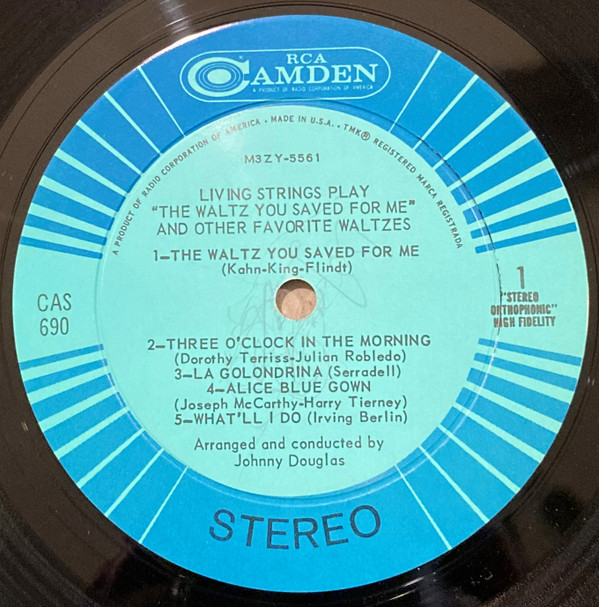 RCA
CAMDEN
A PRODUCT OF RADIO CORPORATION OF AMERICA
A PRODUCT OF RADIO CORPORATION OF AMERICA • MADE IN U.S.A. • TMK® REGISTERED MARCA REGISTRADA
M3ZY-5561
LIVING STRINGS PLAY
"THE WALTZ YOU SAVED FOR ME"
AND OTHER FAVORITE WALTZES
1—THE WALTZ YOU SAVED FOR ME
(Kahn-King-Flindt)
CAS
690
1
"STEREO
ORTHOPHONIC"
HIGH FIDELITY
2—THREE O'CLOCK IN THE MORNING
(Dorothy Terriss-Julian Robledo)
3—LA GOLONDRINA (Serradell)
4—ALICE BLUE GOWN
(Joseph McCarthy-Harry Tierney)
5—WHAT'LL I DO (Irving Berlin)
Arranged and conducted by
Johnny Douglas
STEREO